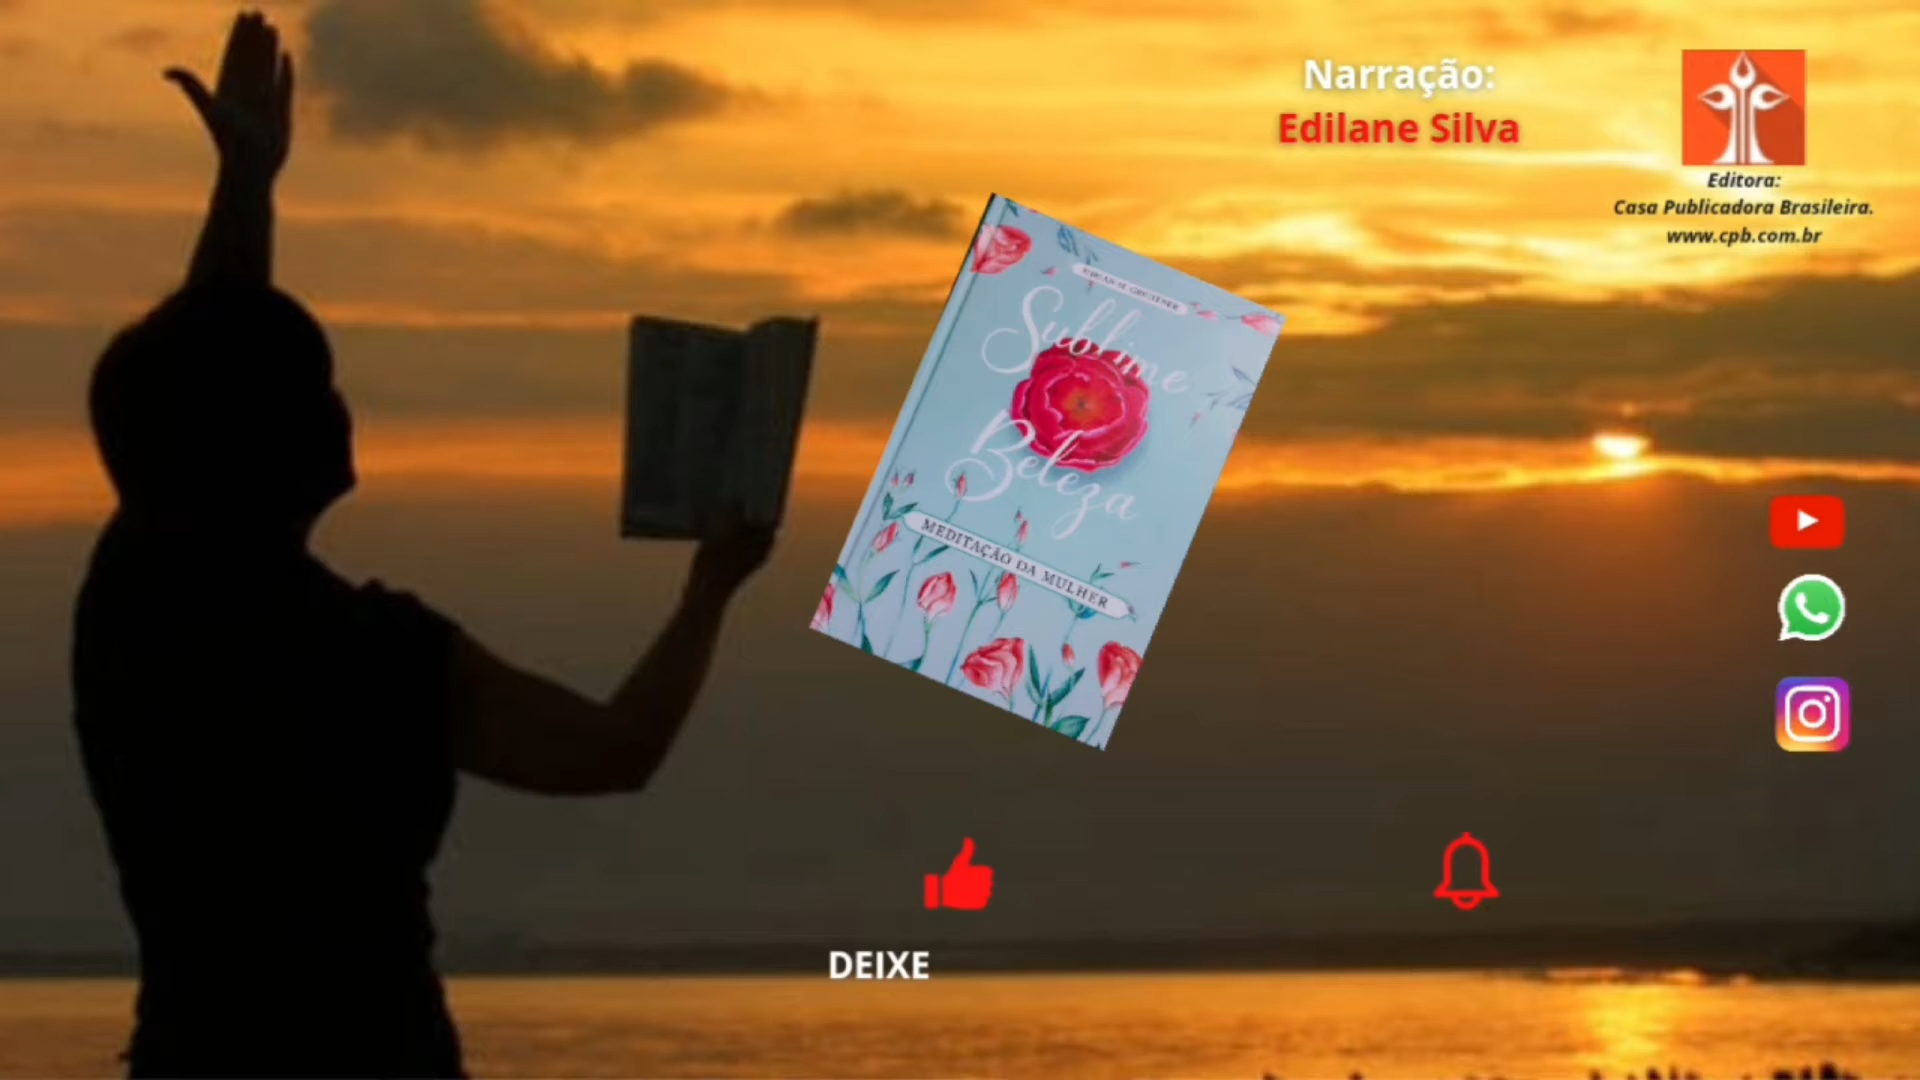 Narração:
Edilane Silva
Editora:
Casa Publicadora Brasileira.
www.cpb.com.br
Sublime
Beleza
MEDITAÇÃO DA MULHER
DEIXE